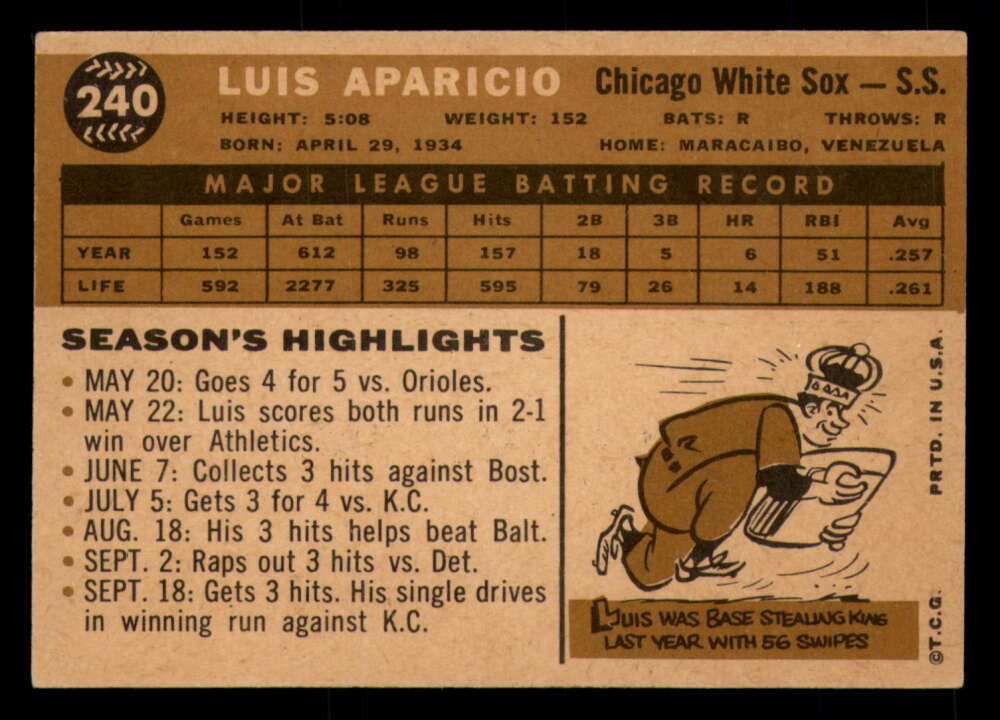 240
LUIS APARICIO Chicago White Sox — S.S.
HEIGHT: 5:08 WEIGHT: 152 BATS: R THROWS: R
BORN: APRIL 29, 1934 HOME: MARACAIBO, VENEZUELA
MAJOR LEAGUE BATTING RECORD
Games At Bat Runs Hits 2B 3B HR RBI Avg
YEAR 152 612 98 157 18 5 6 51 .257
LIFE 592 2277 325 595 79 26 14 188 .261
SEASON'S HIGHLIGHTS
• MAY 20: Goes 4 for 5 vs. Orioles.
• MAY 22: Luis scores both runs in 2-1
win over Athletics.
• JUNE 7: Collects 3 hits against Bost.
• JULY 5: Gets 3 for 4 vs. K.C.
• AUG. 18: His 3 hits helps beat Balt.
• SEPT. 2: Raps out 3 hits vs. Det.
• SEPT. 18: Gets 3 hits. His single drives
in winning run against K.C.
LUIS WAS BASE STEALING KING
LAST YEAR WITH 56 SWIPES
©T.C.G. PRTD. IN U.S.A.